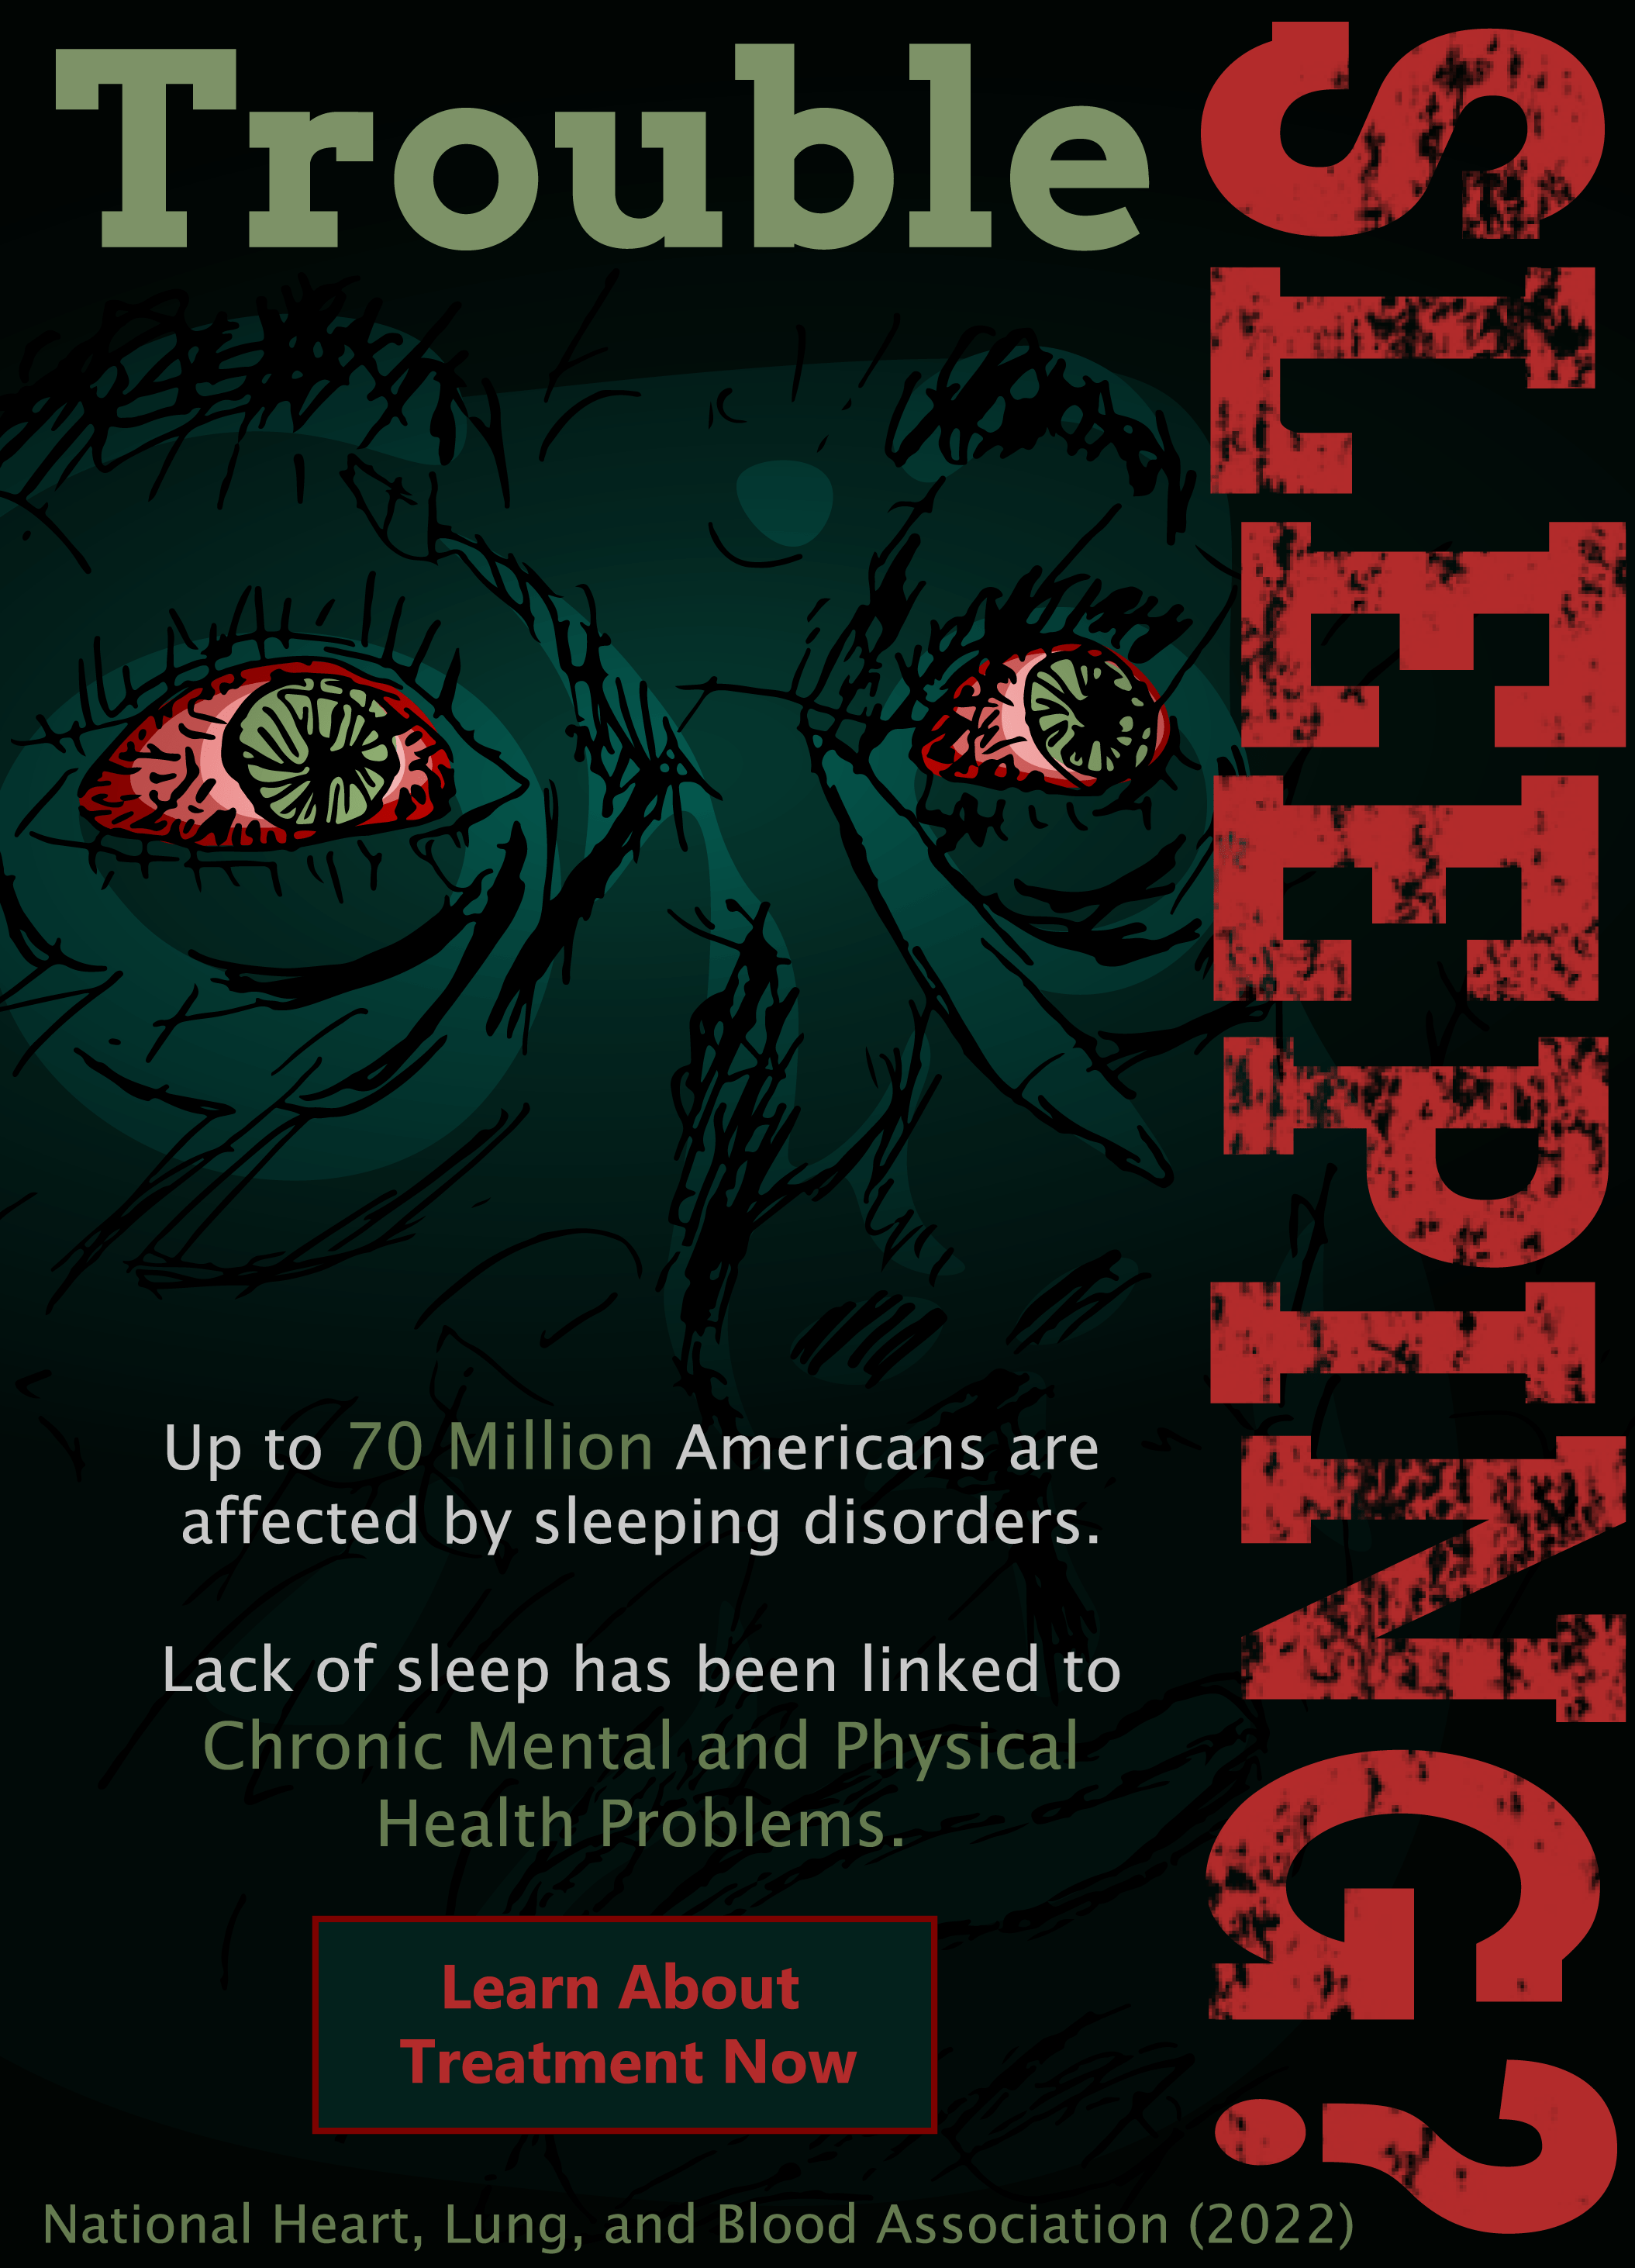 Trouble
SLEEPING?
Up to 70 Million Americans are
affected by sleeping disorders.
Lack of sleep has been linked to
Chronic Mental and Physical
Health Problems.
Learn About
Treatment Now
National Heart, Lung, and Blood Association (2022)